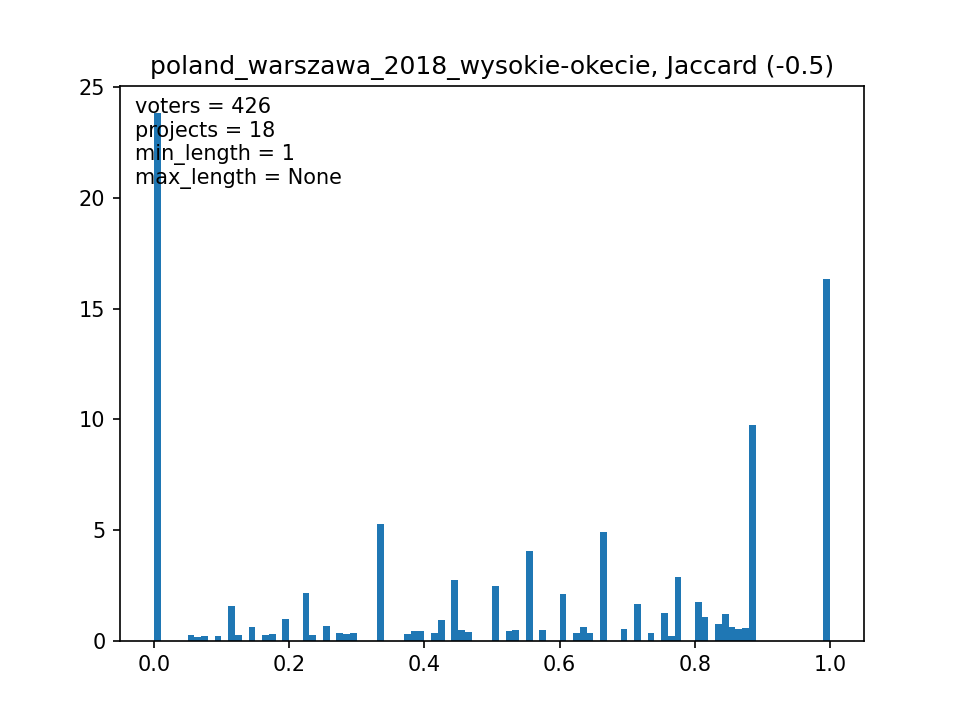 poland_warszawa_2018_wysokie-okecie, Jaccard (-0.5)
25
voters = 426
projects = 18
min_length = 1
max_length = None
20
15
10
5
0
0.0 0.2 0.4 0.6 0.8 1.0